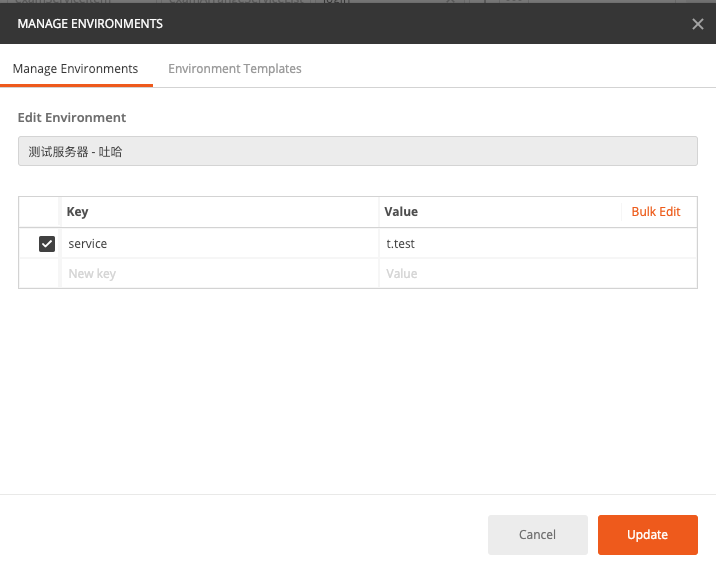 MANAGE ENVIRONMENTS
Manage Environments Environment Templates
Edit Environment
测试服务器 - 吐哈
Key Value Bulk Edit
service t.test
New key Value
Cancel Update